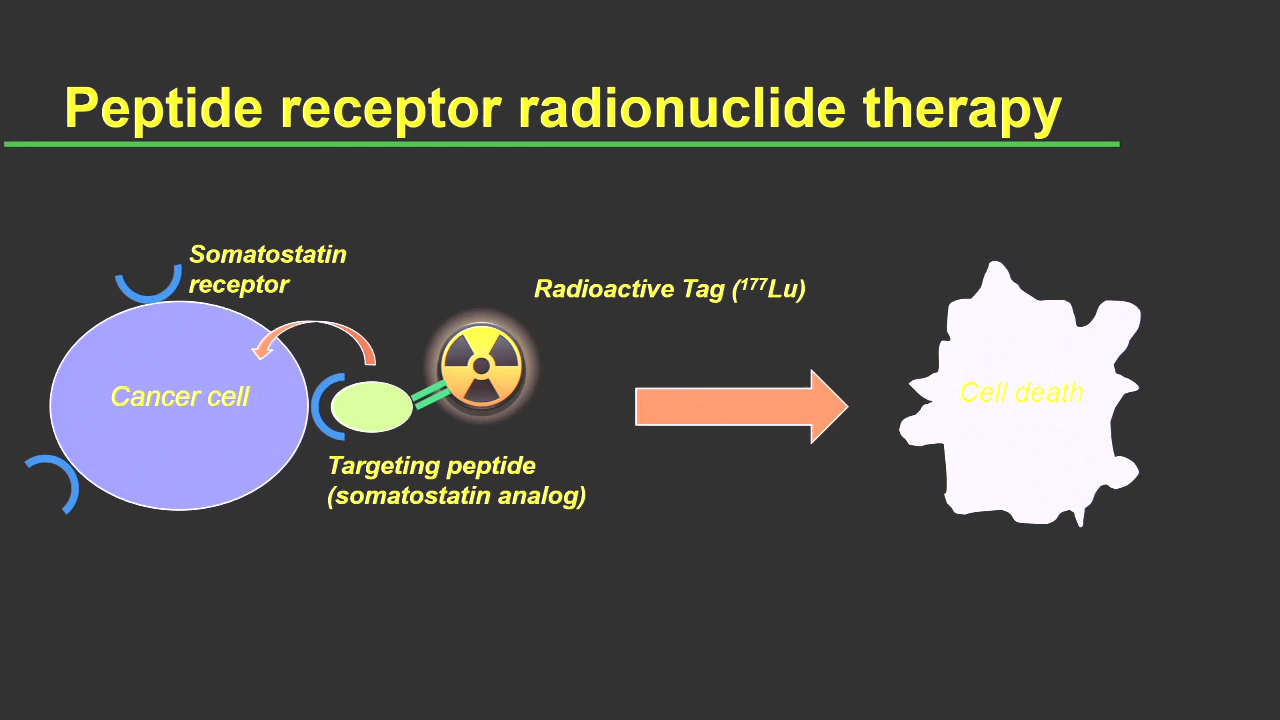 Peptide receptor radionuclide therapy
Somatostatin
receptor
Radioactive Tag (¹⁷⁷Lu)
Cancer cell
Cell death
Targeting peptide
(somatostatin analog)